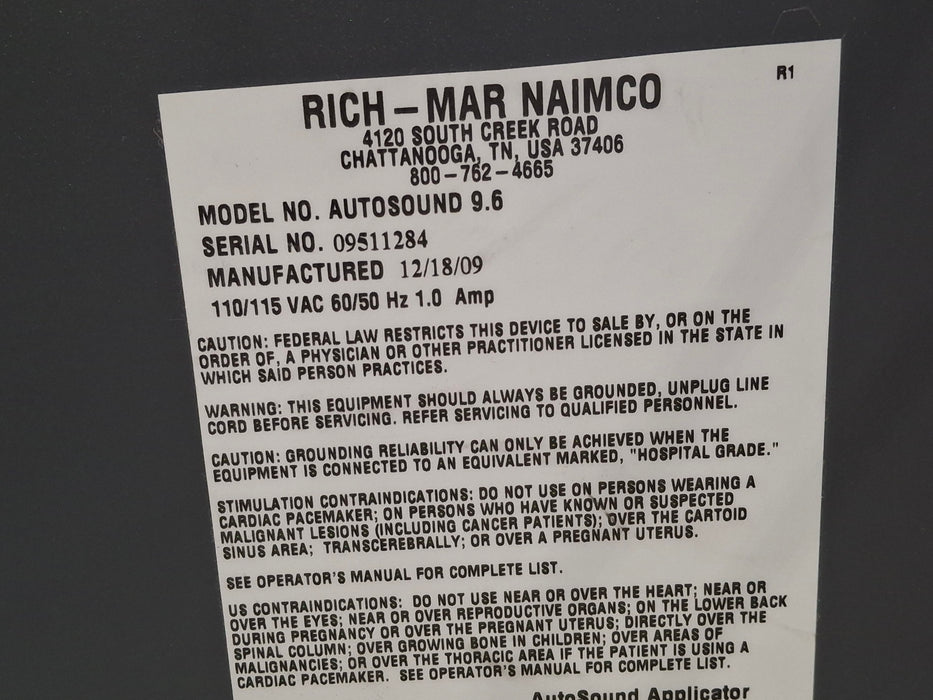 R1
RICH – MAR NAIMCO
4120 SOUTH CREEK ROAD
CHATTANOOGA, TN, USA 37406
800 – 762 – 4665
MODEL NO. AUTOSOUND 9.6
SERIAL NO. 09511284
MANUFACTURED 12/18/09
110/115 VAC 60/50 Hz 1.0 Amp
CAUTION: FEDERAL LAW RESTRICTS THIS DEVICE TO SALE BY, OR ON THE
ORDER OF, A PHYSICIAN OR OTHER PRACTITIONER LICENSED IN THE STATE IN
WHICH SAID PERSON PRACTICES.
WARNING: THIS EQUIPMENT SHOULD ALWAYS BE GROUNDED, UNPLUG LINE
CORD BEFORE SERVICING. REFER SERVICING TO QUALIFIED PERSONNEL.
CAUTION: GROUNDING RELIABILITY CAN ONLY BE ACHIEVED WHEN THE
EQUIPMENT IS CONNECTED TO AN EQUIVALENT MARKED, "HOSPITAL GRADE."
STIMULATION CONTRAINDICATIONS: DO NOT USE ON PERSONS WEARING A
CARDIAC PACEMAKER; ON PERSONS WHO HAVE KNOWN OR SUSPECTED
MALIGNANT LESIONS (INCLUDING CANCER PATIENTS); OVER THE CARTOID
SINUS AREA; TRANSCEREBRALLY; OR OVER A PREGNANT UTERUS.
SEE OPERATOR'S MANUAL FOR COMPLETE LIST.
US CONTRAINDICATIONS: DO NOT USE NEAR OR OVER THE HEART; NEAR OR
OVER THE EYES; NEAR OR OVER REPRODUCTIVE ORGANS; ON THE LOWER BACK
DURING PREGNANCY OR OVER THE PREGNANT UTERUS; DIRECTLY OVER THE
SPINAL COLUMN; OVER GROWING BONE IN CHILDREN; OVER AREAS OF
MALIGNANCIES; OR OVER THE THORACIC AREA IF THE PATIENT IS USING A
CARDIAC PACEMAKER. SEE OPERATOR'S MANUAL FOR COMPLETE LIST.
AutoSound Applicator